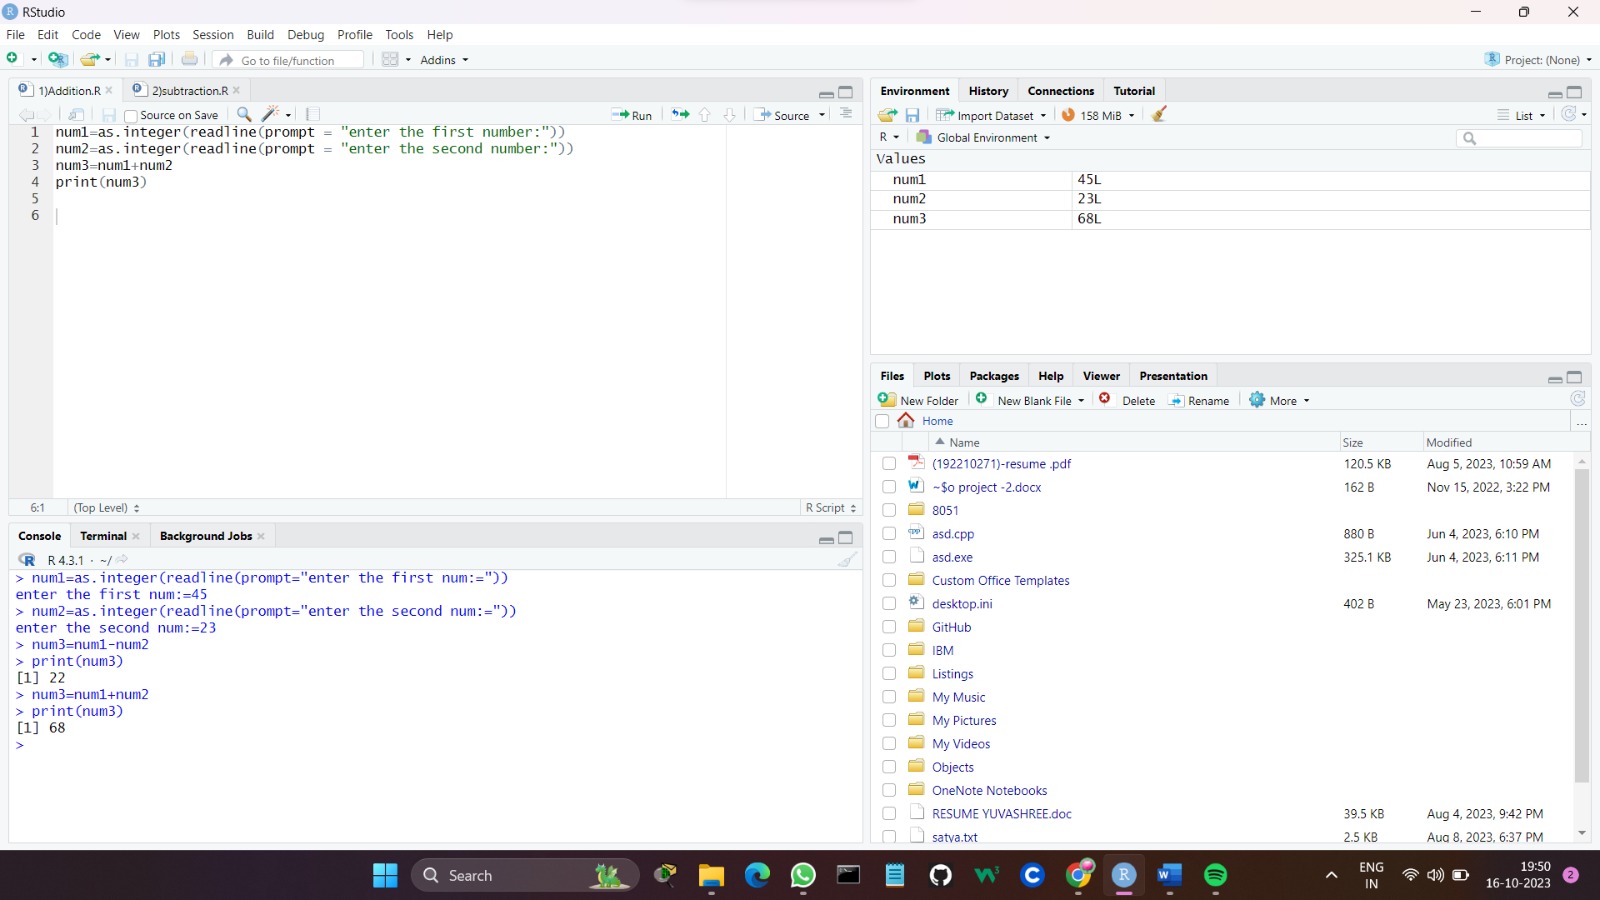 RStudio
File Edit Code View Plots Session Build Debug Profile Tools Help
Go to file/function Addins Project: (None)
1)Addition.R 2)subtraction.R
Source on Save Run Source
1 num1=as.integer(readline(prompt = "enter the first number:"))
2 num2=as.integer(readline(prompt = "enter the second number:"))
3 num3=num1+num2
4 print(num3)
5
6
6:1 (Top Level) R Script
Console Terminal Background Jobs
R 4.3.1 · ~/
> num1=as.integer(readline(prompt="enter the first num:="))
enter the first num:=45
> num2=as.integer(readline(prompt="enter the second num:="))
enter the second num:=23
> num3=num1-num2
> print(num3)
[1] 22
> num3=num1+num2
> print(num3)
[1] 68
>
Environment History Connections Tutorial
Import Dataset 158 MiB List
R Global Environment
Values
num1 45L
num2 23L
num3 68L
Files Plots Packages Help Viewer Presentation
New Folder New Blank File Delete Rename More
Home ...
Name Size Modified
(192210271)-resume .pdf 120.5 KB Aug 5, 2023, 10:59 AM
~$o project -2.docx 162 B Nov 15, 2022, 3:22 PM
8051
asd.cpp 880 B Jun 4, 2023, 6:10 PM
asd.exe 325.1 KB Jun 4, 2023, 6:11 PM
Custom Office Templates
desktop.ini 402 B May 23, 2023, 6:01 PM
GitHub
IBM
Listings
My Music
My Pictures
My Videos
Objects
OneNote Notebooks
RESUME YUVASHREE.doc 39.5 KB Aug 4, 2023, 9:42 PM
satya.txt 2.5 KB Aug 8, 2023, 6:37 PM
Search
ENG
IN
19:50
16-10-2023
2